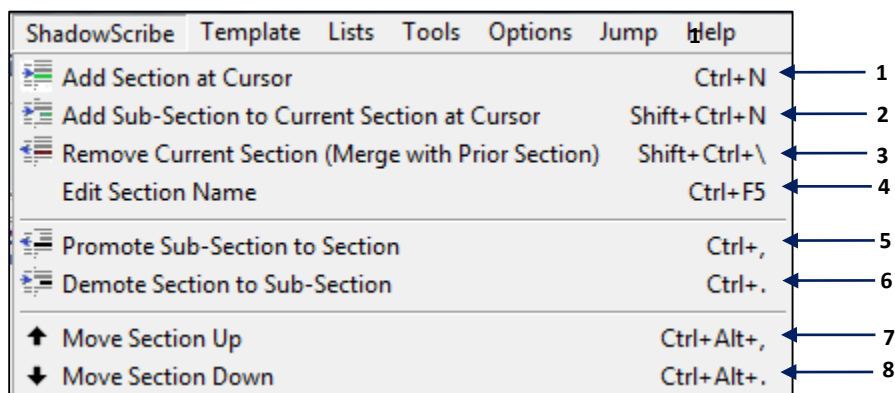 ShadowScribe Template Lists Tools Options Jump Help
1
Add Section at Cursor Ctrl+N 1
Add Sub-Section to Current Section at Cursor Shift+Ctrl+N 2
Remove Current Section (Merge with Prior Section) Shift+Ctrl+\ 3
Edit Section Name Ctrl+F5 4
Promote Sub-Section to Section Ctrl+, 5
Demote Section to Sub-Section Ctrl+. 6
Move Section Up Ctrl+Alt+, 7
Move Section Down Ctrl+Alt+. 8